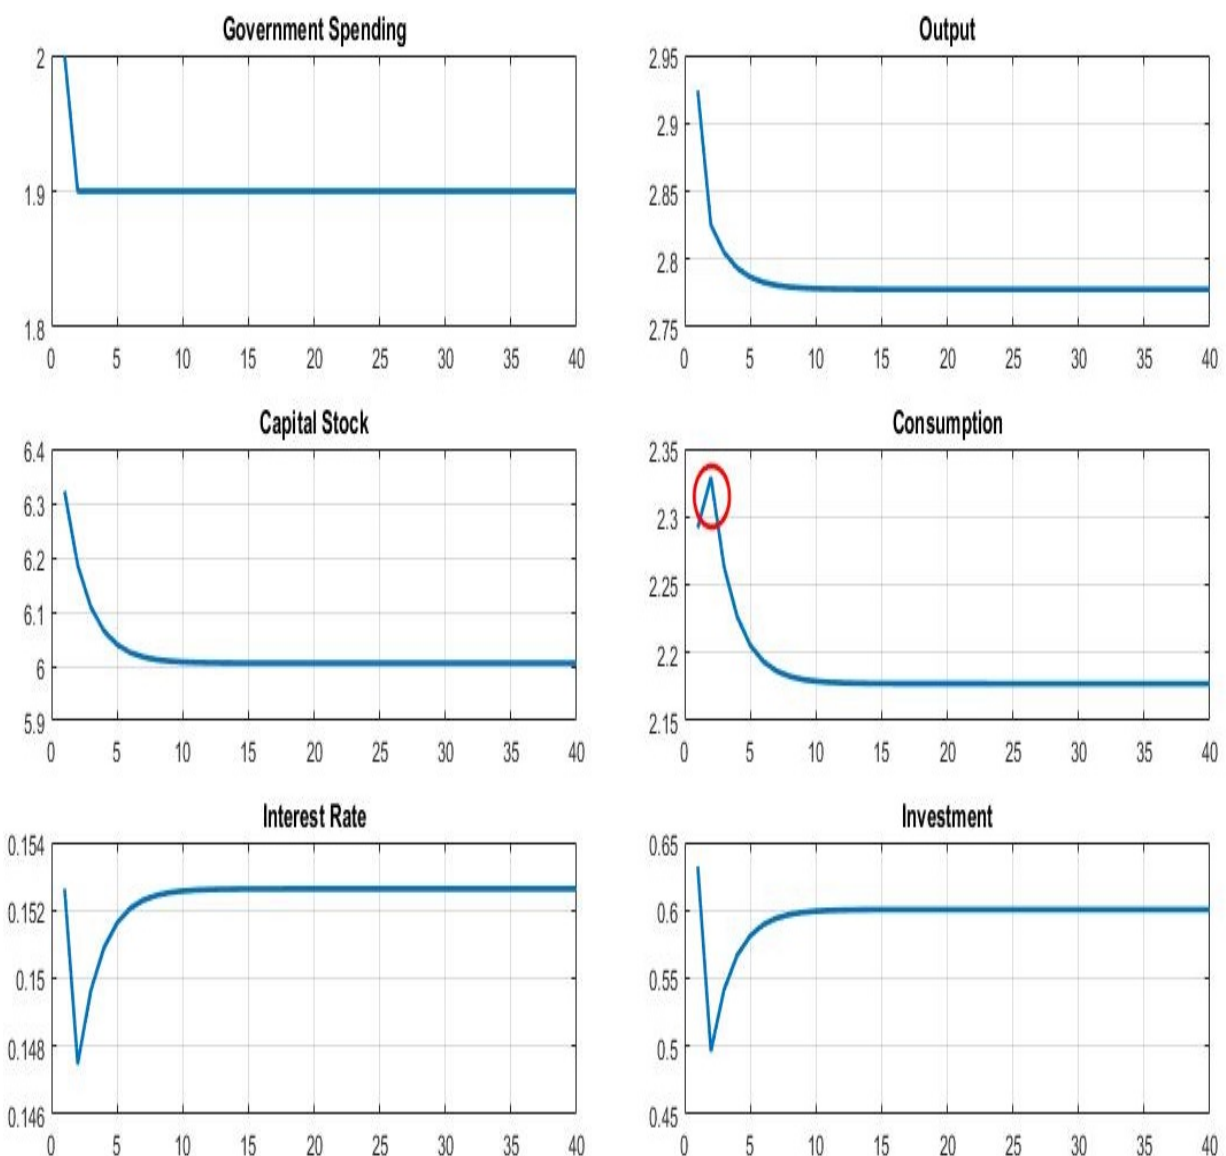 Government Spending
2
1.9
1.8
0 5 10 15 20 25 30 35 40
Output
2.95
2.9
2.85
2.8
2.75
0 5 10 15 20 25 30 35 40
Capital Stock
6.4
6.3
6.2
6.1
6
5.9
0 5 10 15 20 25 30 35 40
Consumption
2.35
2.3
2.25
2.2
2.15
0 5 10 15 20 25 30 35 40
Interest Rate
0.154
0.152
0.15
0.148
0.146
0 5 10 15 20 25 30 35 40
Investment
0.65
0.6
0.55
0.5
0.45
0 5 10 15 20 25 30 35 40